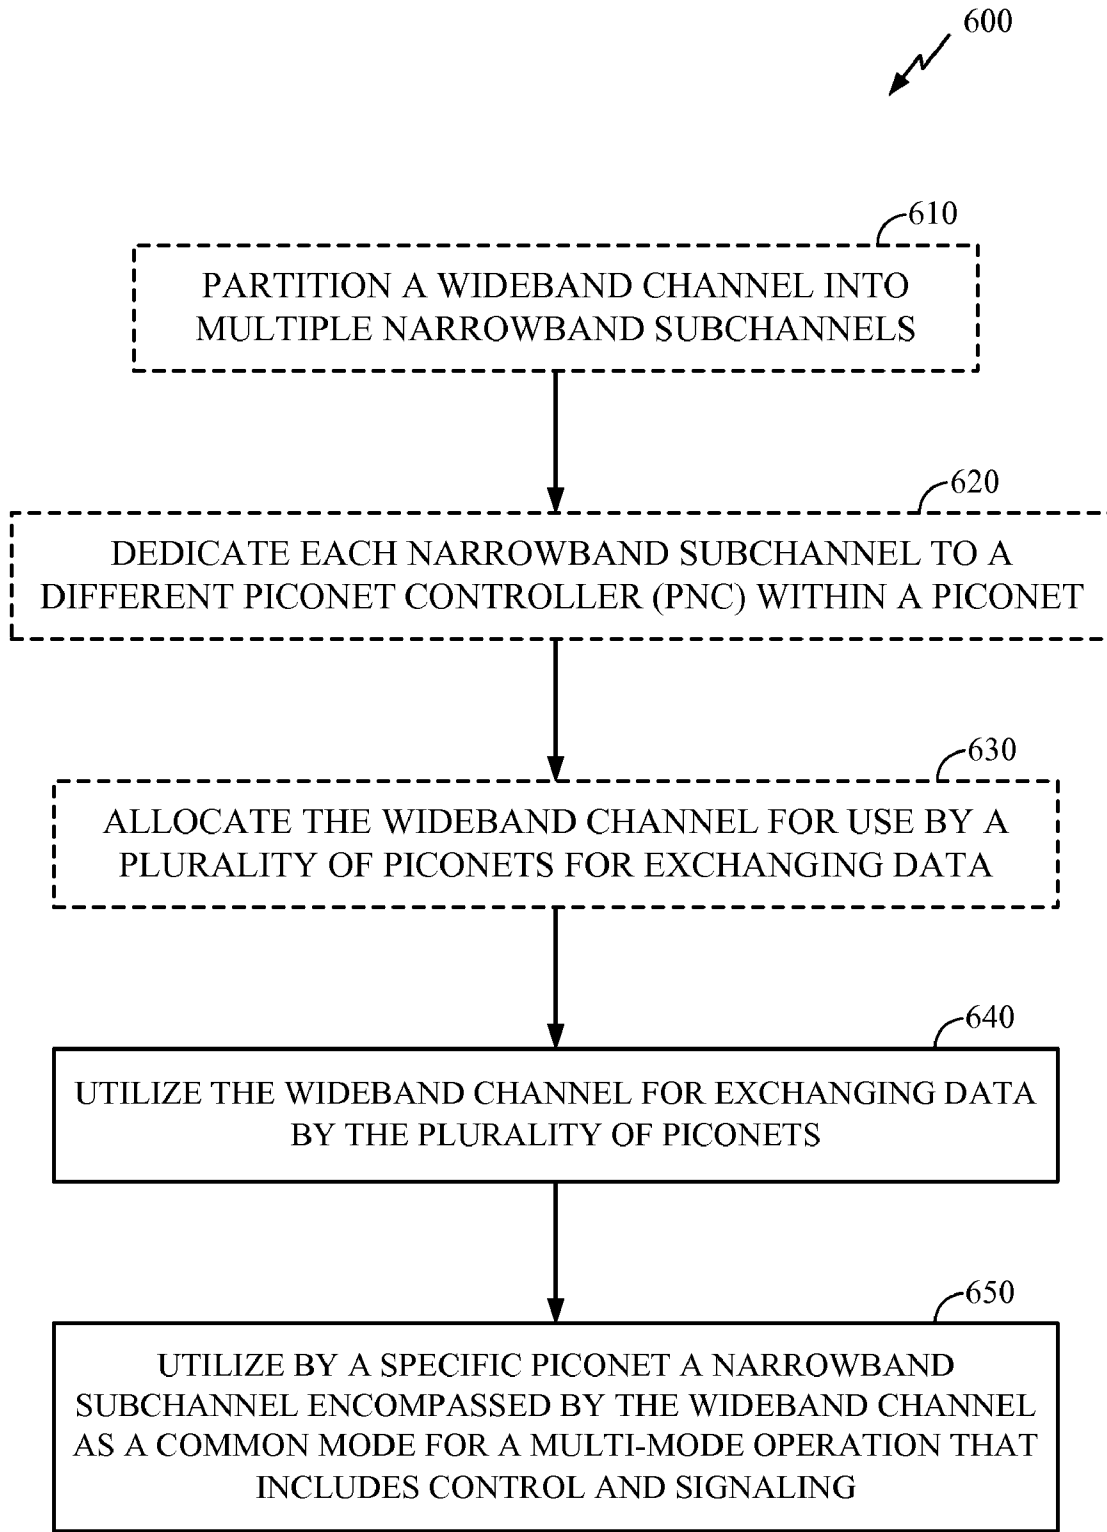 600
610
PARTITION A WIDEBAND CHANNEL INTO
MULTIPLE NARROWBAND SUBCHANNELS
620
DEDICATE EACH NARROWBAND SUBCHANNEL TO A
DIFFERENT PICONET CONTROLLER (PNC) WITHIN A PICONET
630
ALLOCATE THE WIDEBAND CHANNEL FOR USE BY A
PLURALITY OF PICONETS FOR EXCHANGING DATA
640
UTILIZE THE WIDEBAND CHANNEL FOR EXCHANGING DATA
BY THE PLURALITY OF PICONETS
650
UTILIZE BY A SPECIFIC PICONET A NARROWBAND
SUBCHANNEL ENCOMPASSED BY THE WIDEBAND CHANNEL
AS A COMMON MODE FOR A MULTI-MODE OPERATION THAT
INCLUDES CONTROL AND SIGNALING